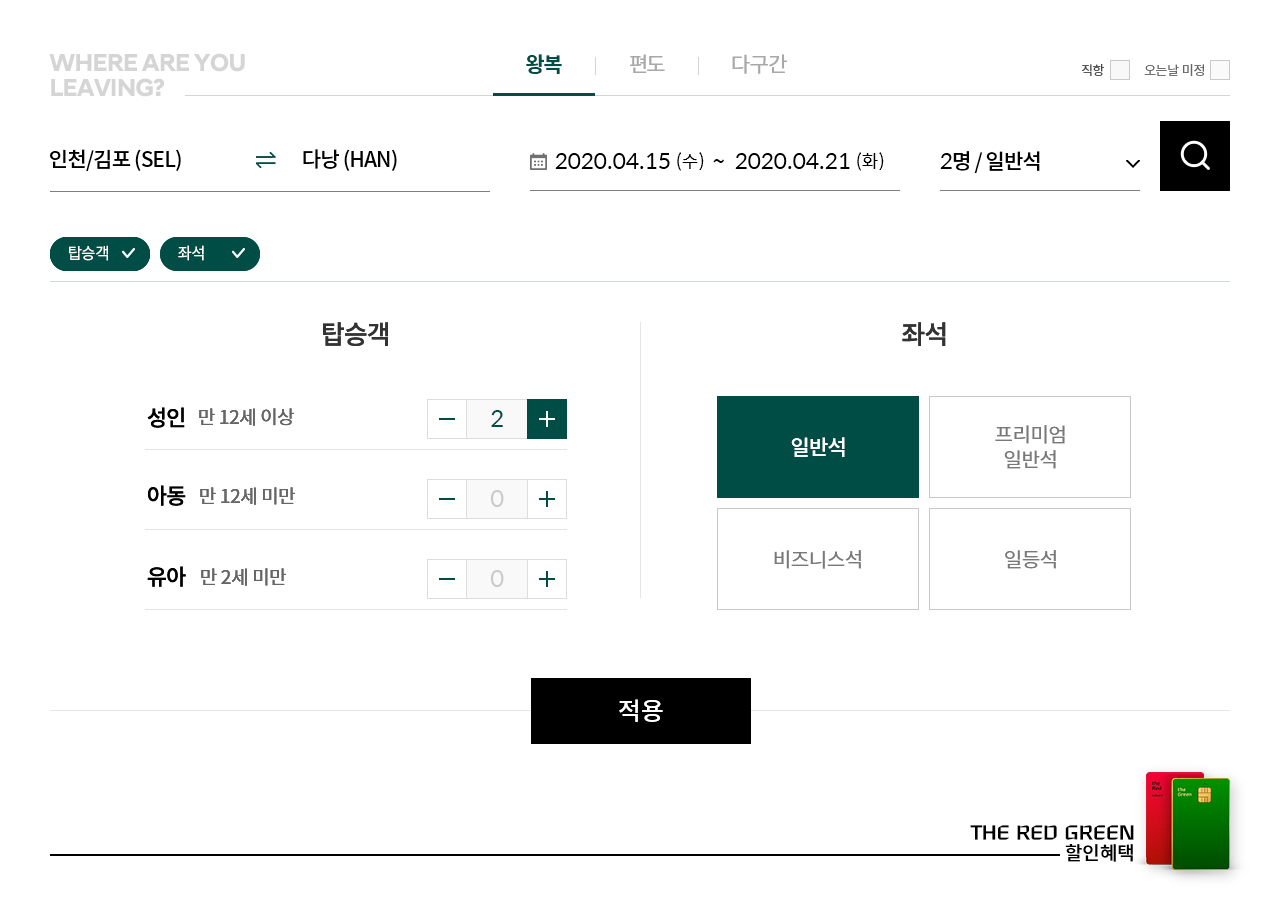 WHERE ARE YOU
LEAVING?
왕복
편도
다구간
직항
오는날 미정
인천/김포 (SEL)
다낭 (HAN)
2020.04.15 (수) ~ 2020.04.21 (화)
2명 / 일반석
탑승객
좌석
탑승객
좌석
성인 만 12세 이상
2
아동 만 12세 미만
0
유아 만 2세 미만
0
일반석
프리미엄
일반석
비즈니스석
일등석
적용
THE RED GREEN
할인혜택
the
Red
the
Green